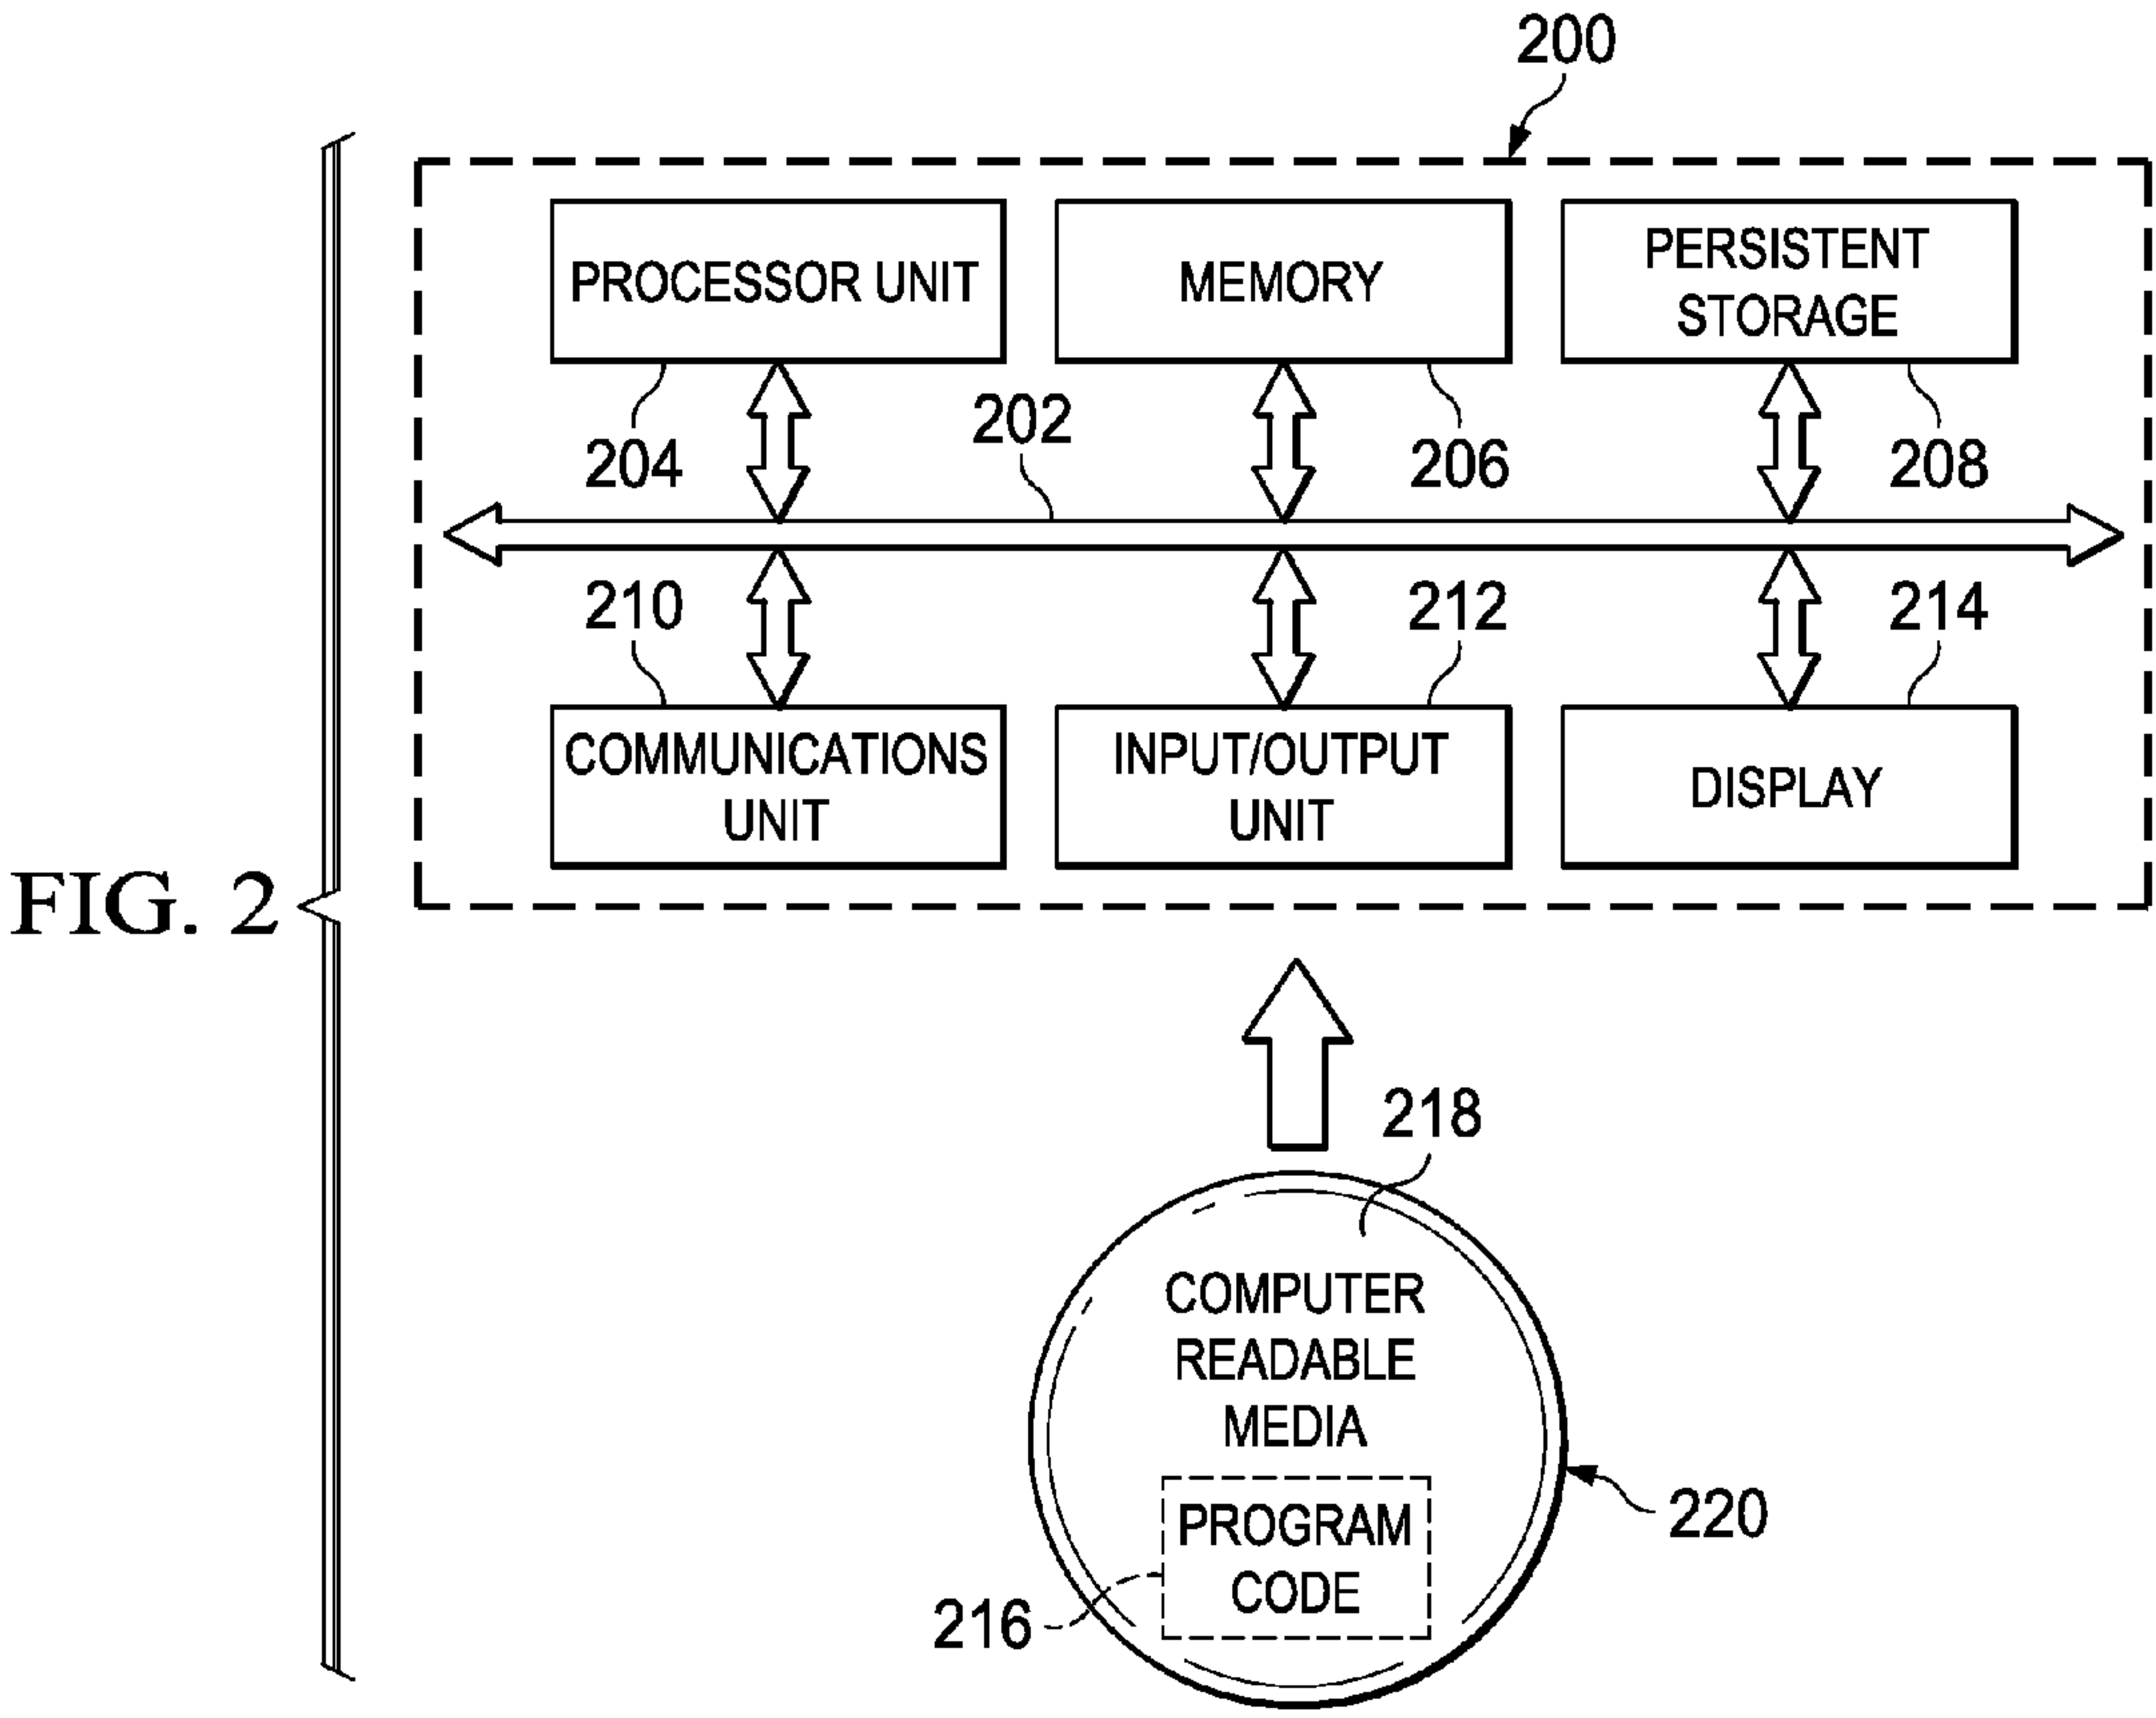 200
PROCESSOR UNIT
MEMORY
PERSISTENT
STORAGE
204
202
206
208
210
212
214
COMMUNICATIONS
UNIT
INPUT/OUTPUT
UNIT
DISPLAY
FIG. 2
218
COMPUTER
READABLE
MEDIA
PROGRAM
CODE
220
216